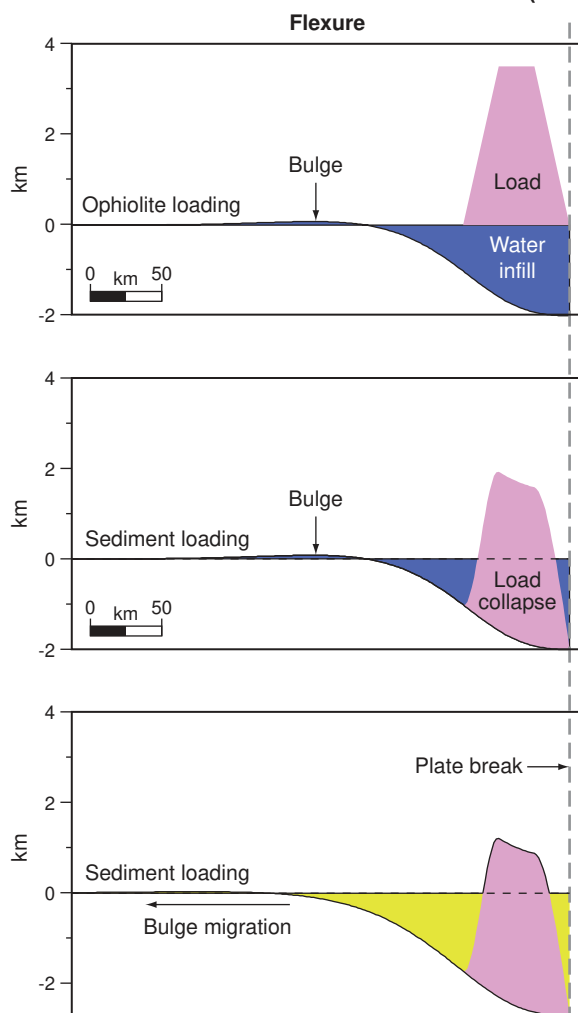 (
Flexure
4
2
km
0
-2
Bulge
Load
Ophiolite loading
Water
infill
0 km 50
4
2
km
0
-2
Bulge
Sediment loading
Load
collapse
0 km 50
4
Plate break
2
km
Sediment loading
0
Bulge migration
-2